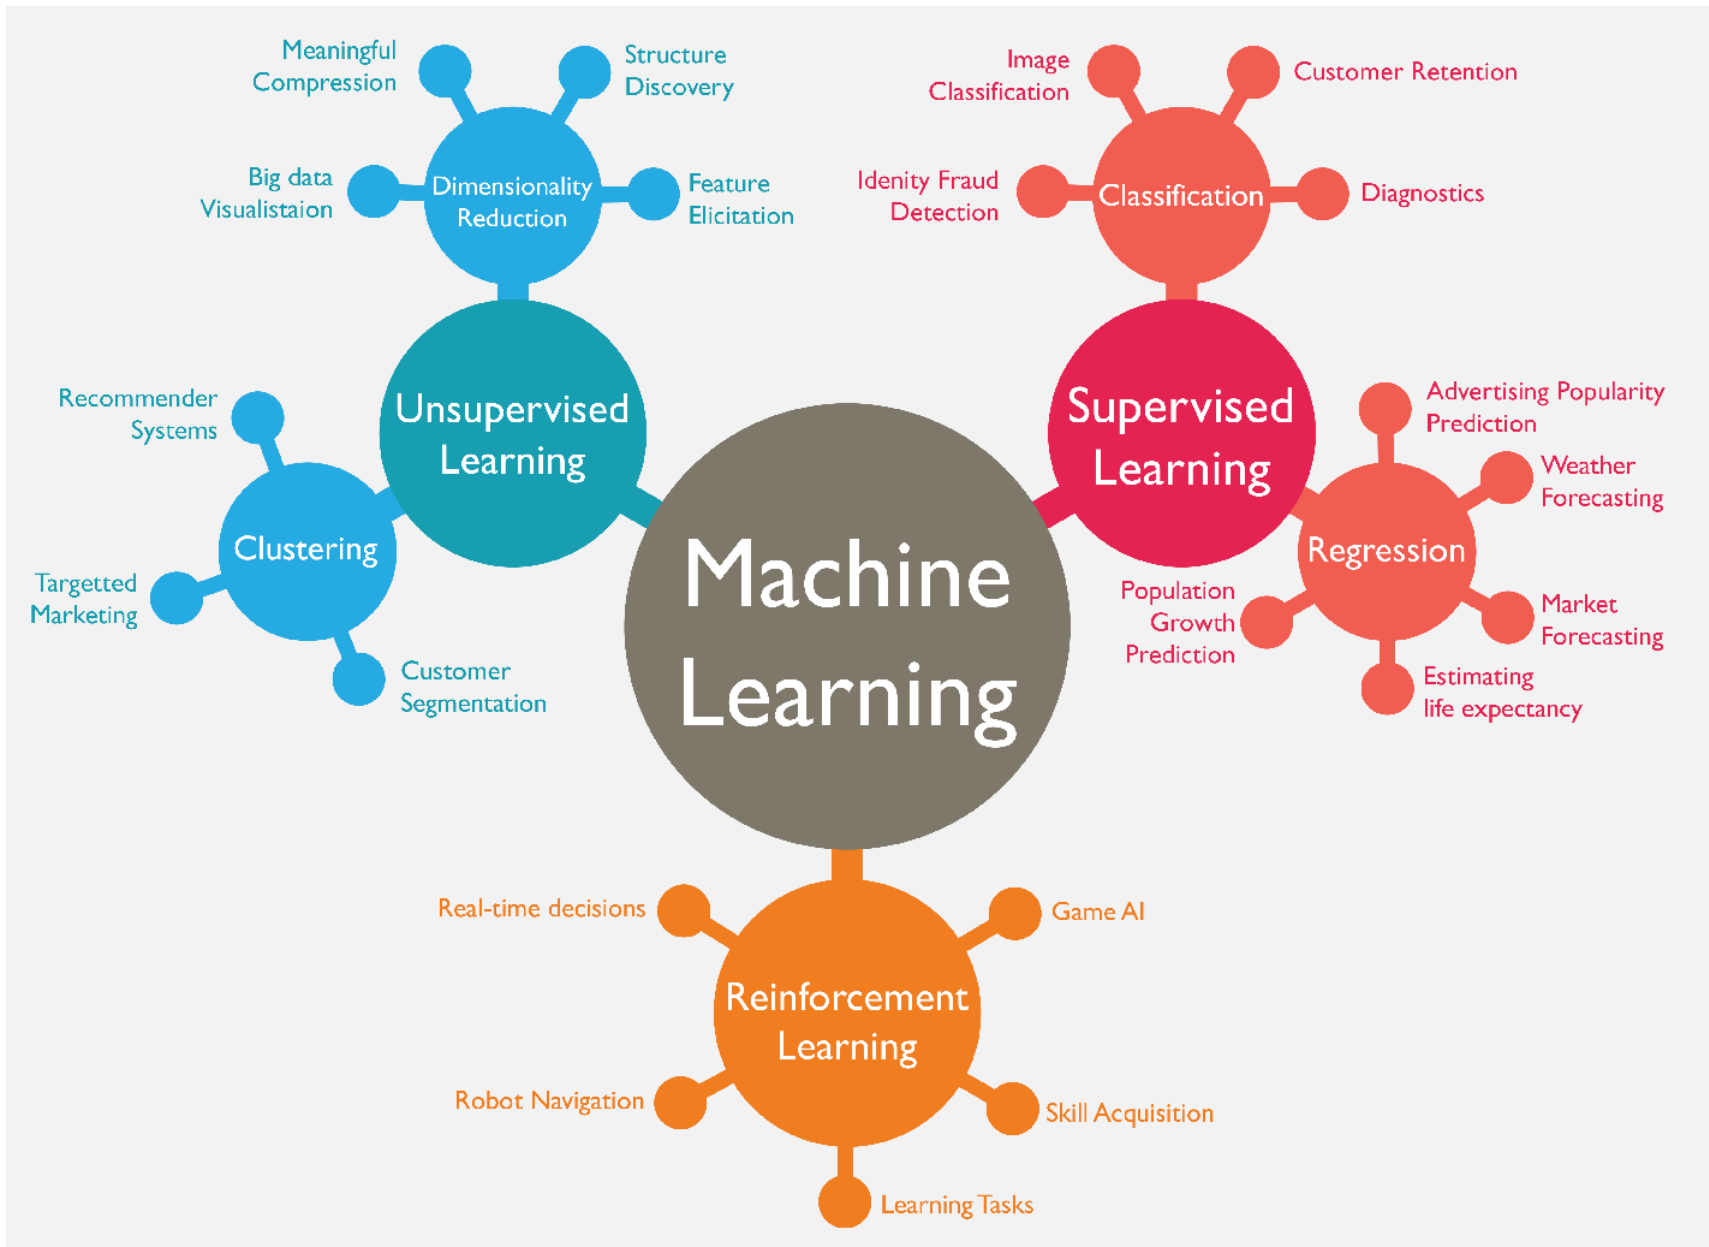 Meaningful
Compression
Structure
Discovery
Big data
Visualistaion
Dimensionality
Reduction
Feature
Elicitation
Image
Classification
Customer Retention
Idenity Fraud
Detection
Classification
Diagnostics
Unsupervised
Learning
Supervised
Learning
Recommender
Systems
Clustering
Targetted
Marketing
Customer
Segmentation
Machine
Learning
Advertising Popularity
Prediction
Weather
Forecasting
Regression
Population
Growth
Prediction
Market
Forecasting
Estimating
life expectancy
Real-time decisions
Game AI
Reinforcement
Learning
Robot Navigation
Skill Acquisition
Learning Tasks